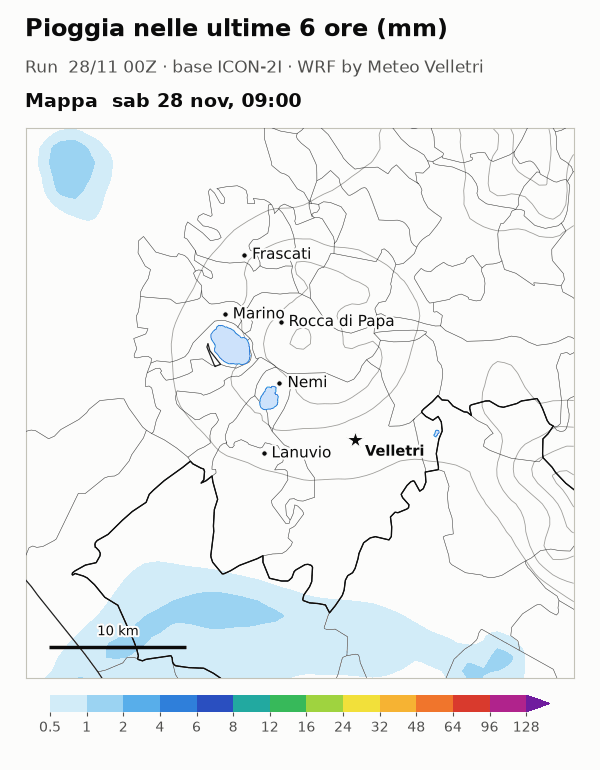 Pioggia nelle ultime 6 ore (mm)
Run  28/11 00Z · base ICON-2I · WRF by Meteo Velletri
Mappa  sab 28 nov, 09:00
Frascati
Marino
Rocca di Papa
Nemi
Velletri
Lanuvio
10 km
0.5 1 2 4 6 8 12 16 24 32 48 64 96 128